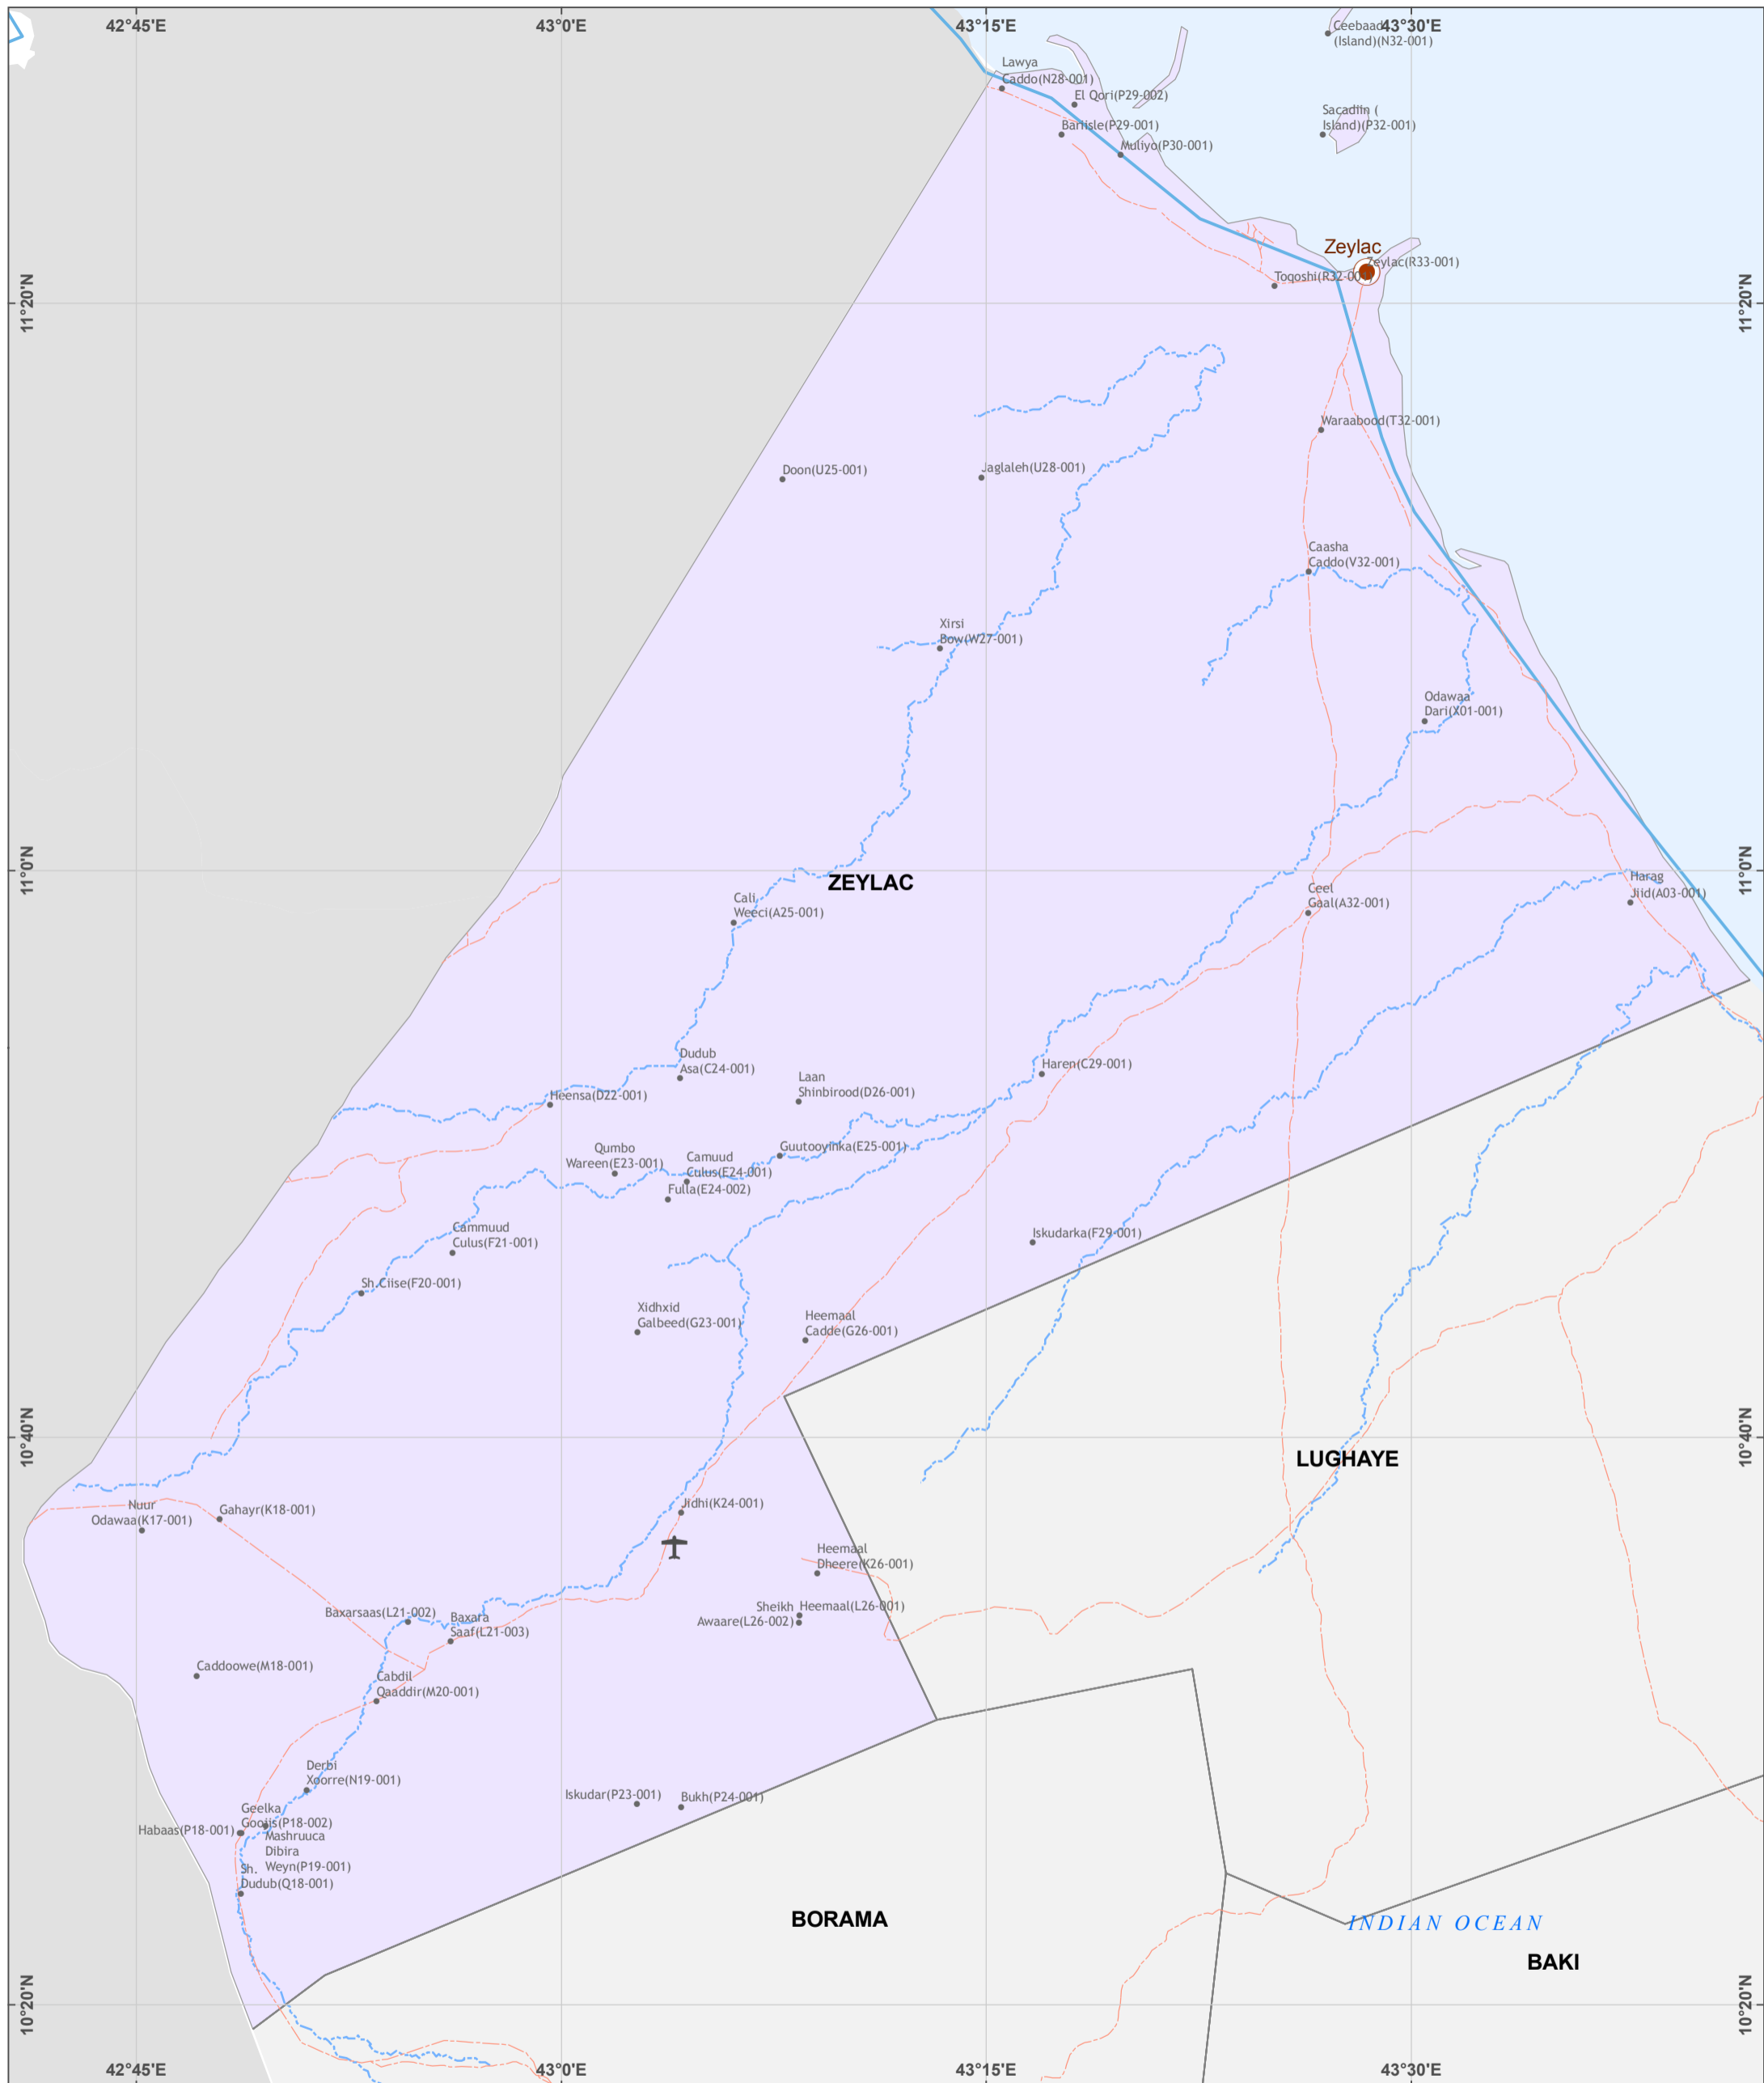 42°45'E
43°0'E
43°15'E
43°30'E
Ceebaad
(Island)(N32-001)
Lawya
Caddo(N28-001)
El Qori(P29-002)
Sacadiin (
Island)(P32-001)
Barlisle(P29-001)
Muliyo(P30-001)
Zeylac
Zeylac(R33-001)
Toqoshi(R32-001)
11°20'N
11°20'N
Waraabood(T32-001)
Doon(U25-001)
Jaglaleh(U28-001)
Caasha
Caddo(V32-001)
Xirsi
Bow(W27-001)
Odawaa
Dari(X01-001)
11°0'N
ZEYLAC
11°0'N
Harag
Jiid(A03-001)
Ceel
Gaal(A32-001)
Cali
Weeci(A25-001)
Dudub
Asa(C24-001)
Haren(C29-001)
Laan
Shinbirood(D26-001)
Heensa(D22-001)
Qumbo
Wareen(E23-001)
Guutooyinka(E25-001)
Camuud
Culus(E24-001)
Fulla(E24-002)
Cammuud
Culus(F21-001)
Iskudarka(F29-001)
Sh.Ciise(F20-001)
Xidhxid
Galbeed(G23-001)
Heemaal
Cadde(G26-001)
10°40'N
10°40'N
LUGHAYE
Nuur
Odawaa(K17-001)
Gahayr(K18-001)
Jidhi(K24-001)
Heemaal
Dheere(K26-001)
Heemaal(L26-001)
Sheikh
Awaare(L26-002)
Baxarsaas(L21-002)
Baxara
Saaf(L21-003)
Caddoowe(M18-001)
Cabdil
Qaaddir(M20-001)
Derbi
Xoorre(N19-001)
Iskudar(P23-001)
Bukh(P24-001)
Geelka
Goojis(P18-002)
Habaas(P18-001)
Mashruuca
Dibira
Weyn(P19-001)
Sh.
Dudub(Q18-001)
BORAMA
INDIAN OCEAN
BAKI
10°20'N
10°20'N
42°45'E
43°0'E
43°15'E
43°30'E